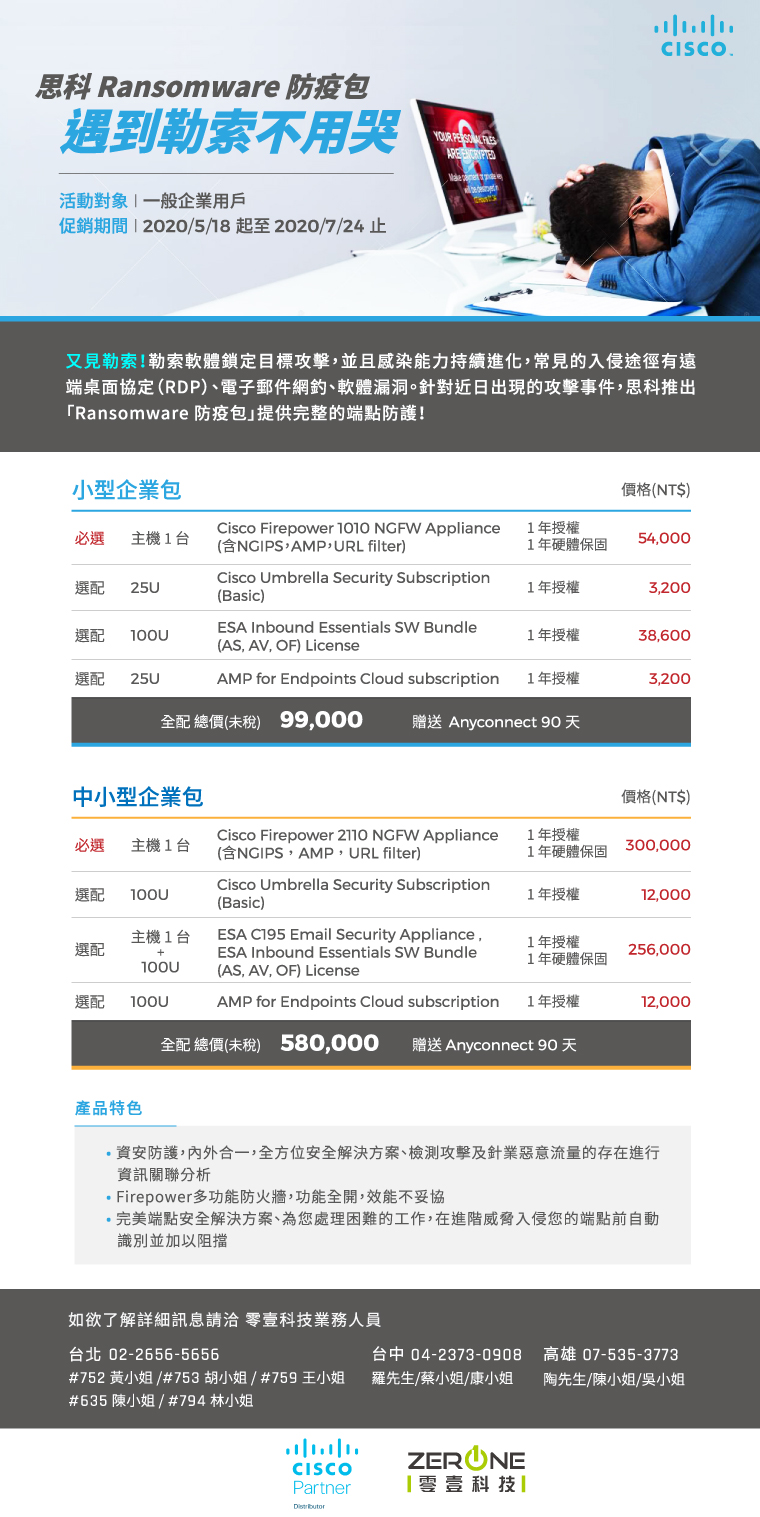 CISCO
思科 Ransomware 防疫包
遇到勒索不用哭
YOUR PERSONAL FILES
ARE ENCRYPTED
Make payment or private key
will be destroyed in
活動對象 | 一般企業用戶
促銷期間 | 2020/5/18 起至 2020/7/24 止
又見勒索！勒索軟體鎖定目標攻擊，並且感染能力持續進化，常見的入侵途徑有遠
端桌面協定（RDP）、電子郵件網釣、軟體漏洞。針對近日出現的攻擊事件，思科推出
「Ransomware 防疫包」提供完整的端點防護！
小型企業包 價格(NT$)
必選 主機 1 台 Cisco Firepower 1010 NGFW Appliance 1 年授權 54,000
(含NGIPS，AMP，URL filter) 1 年硬體保固
選配 25U Cisco Umbrella Security Subscription 1 年授權 3,200
(Basic)
選配 100U ESA Inbound Essentials SW Bundle 1 年授權 38,600
(AS, AV, OF) License
選配 25U AMP for Endpoints Cloud subscription 1 年授權 3,200
全配 總價(未稅) 99,000 贈送 Anyconnect 90 天
中小型企業包 價格(NT$)
必選 主機 1 台 Cisco Firepower 2110 NGFW Appliance 1 年授權 300,000
(含NGIPS，AMP，URL filter) 1 年硬體保固
選配 100U Cisco Umbrella Security Subscription 1 年授權 12,000
(Basic)
選配 主機 1 台 ESA C195 Email Security Appliance , 1 年授權 256,000
+ ESA Inbound Essentials SW Bundle 1 年硬體保固
100U (AS, AV, OF) License
選配 100U AMP for Endpoints Cloud subscription 1 年授權 12,000
全配 總價(未稅) 580,000 贈送 Anyconnect 90 天
產品特色
• 資安防護，內外合一，全方位安全解決方案、檢測攻擊及針業惡意流量的存在進行
資訊關聯分析
• Firepower多功能防火牆，功能全開，效能不妥協
• 完美端點安全解決方案、為您處理困難的工作，在進階威脅入侵您的端點前自動
識別並加以阻擋
如欲了解詳細訊息請洽 零壹科技業務人員
台北 02-2656-5656 台中 04-2373-0908 高雄 07-535-3773
#752 黃小姐 /#753 胡小姐 / #759 王小姐 羅先生/蔡小姐/康小姐 陶先生/陳小姐/吳小姐
#635 陳小姐 / #794 林小姐
CISCO ZERONE
Partner 零壹科技
Distributor